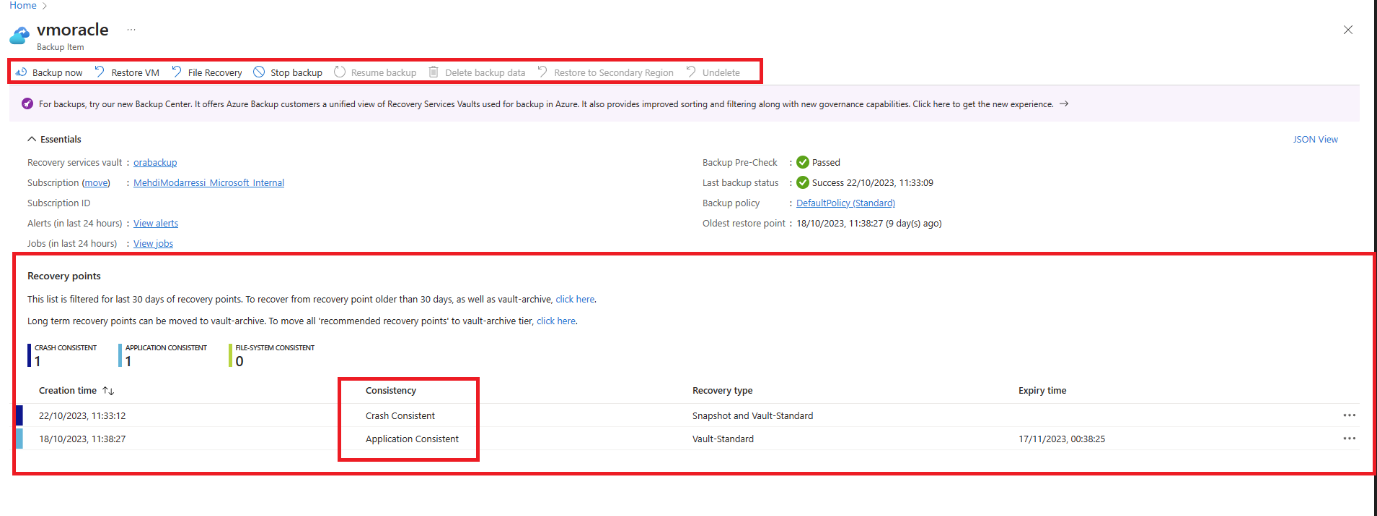 Home >
vmoracle ...
Backup Item
Backup now Restore VM File Recovery Stop backup Resume backup Delete backup data Restore to Secondary Region Undelete
For backups, try our new Backup Center. It offers Azure Backup customers a unified view of Recovery Services Vaults used for backup in Azure. It also provides improved sorting and filtering along with new governance capabilities. Click here to get the new experience. →
Essentials JSON View
Recovery services vault : orabackup Backup Pre-Check : Passed
Subscription (move) : MehdiModarressi_Microsoft_Internal Last backup status : Success 22/10/2023, 11:33:09
Subscription ID Backup policy : DefaultPolicy (Standard)
Alerts (in last 24 hours) : View alerts Oldest restore point : 18/10/2023, 11:38:27 (9 day(s) ago)
Jobs (in last 24 hours) : View jobs
Recovery points
This list is filtered for last 30 days of recovery points. To recover from recovery point older than 30 days, as well as vault-archive, click here.
Long term recovery points can be moved to vault-archive. To move all 'recommended recovery points' to vault-archive tier, click here.
CRASH CONSISTENT APPLICATION CONSISTENT FILE-SYSTEM CONSISTENT
1 1 0
Creation time ↑↓ Consistency Recovery type Expiry time
22/10/2023, 11:33:12 Crash Consistent Snapshot and Vault-Standard ...
18/10/2023, 11:38:27 Application Consistent Vault-Standard 17/11/2023, 00:38:25 ...